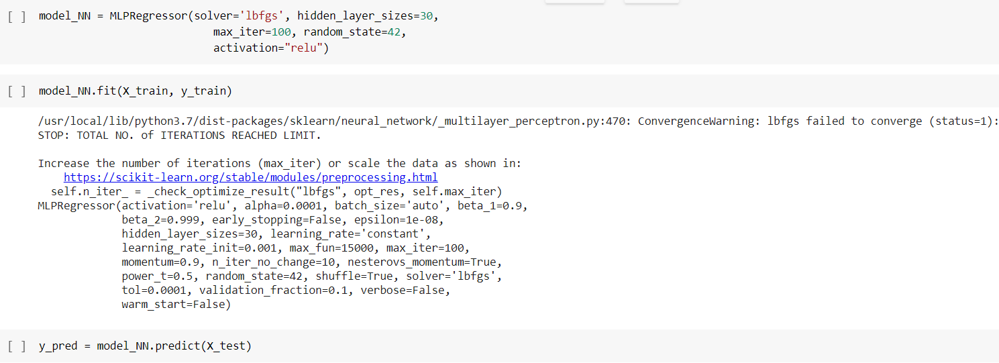 [ ] model_NN = MLPRegressor(solver='lbfgs', hidden_layer_sizes=30,
max_iter=100, random_state=42,
activation="relu")
[ ] model_NN.fit(X_train, y_train)
/usr/local/lib/python3.7/dist-packages/sklearn/neural_network/_multilayer_perceptron.py:470: ConvergenceWarning: lbfgs failed to converge (status=1):
STOP: TOTAL NO. of ITERATIONS REACHED LIMIT.
Increase the number of iterations (max_iter) or scale the data as shown in:
https://scikit-learn.org/stable/modules/preprocessing.html
self.n_iter_ = _check_optimize_result("lbfgs", opt_res, self.max_iter)
MLPRegressor(activation='relu', alpha=0.0001, batch_size='auto', beta_1=0.9,
beta_2=0.999, early_stopping=False, epsilon=1e-08,
hidden_layer_sizes=30, learning_rate='constant',
learning_rate_init=0.001, max_fun=15000, max_iter=100,
momentum=0.9, n_iter_no_change=10, nesterovs_momentum=True,
power_t=0.5, random_state=42, shuffle=True, solver='lbfgs',
tol=0.0001, validation_fraction=0.1, verbose=False,
warm_start=False)
[ ] y_pred = model_NN.predict(X_test)